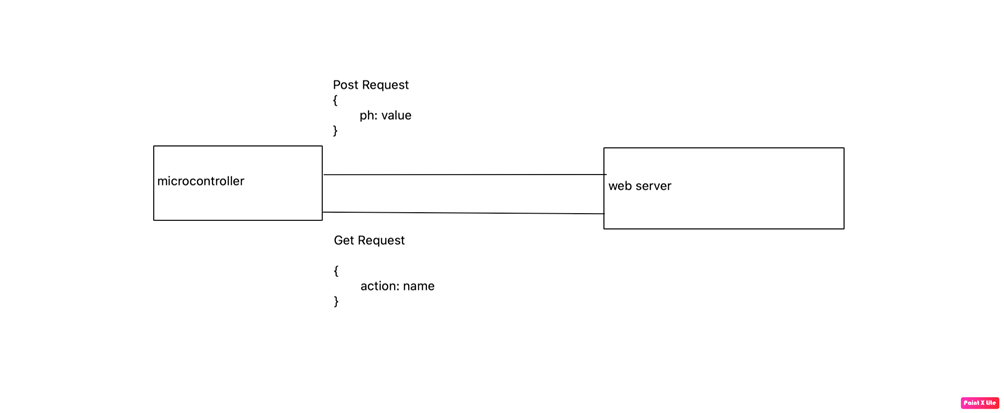 Post Request
{
ph: value
}
microcontroller
web server
Get Request
{
action: name
}
Paint X Lite